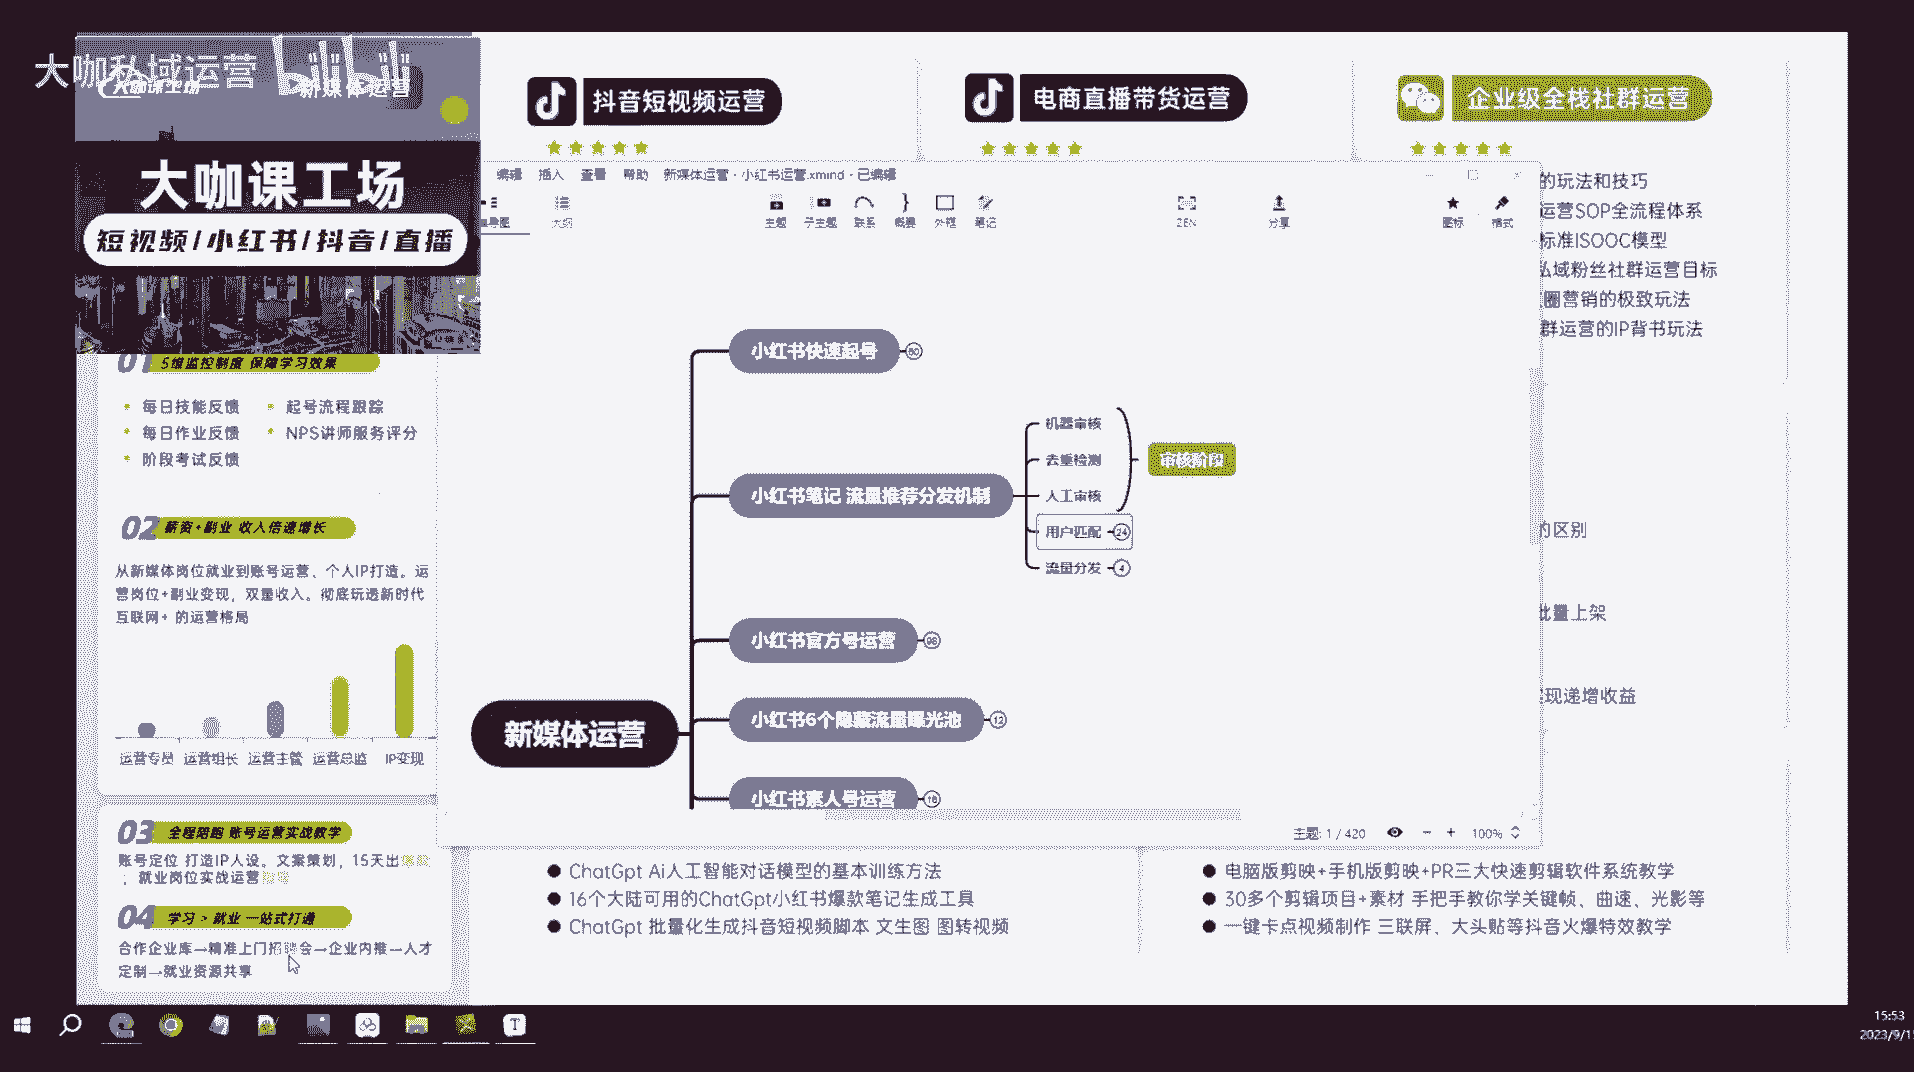 大咖私域运营
bilibili
大咖课工场
新媒体运营
大咖课工场
短视频/小红书/抖音/直播
抖音短视频运营
电商直播带货运营
企业级全栈社群运营
编辑 插入 查看 帮助 新媒体运营 · 小红书运营.xmind · 已编辑
大纲
主题 子主题 联系 概要 外框 笔记
ZEN
分享
图标 格式
的玩法和技巧
运营SOP全流程体系
标准ISOOC模型
私域粉丝社群运营目标
圈营销的极致玩法
群运营的IP背书玩法
的区别
批量上架
现递增收益
01 5维监控制度 保障学习效果
每日技能反馈
起号流程跟踪
每日作业反馈
NPS讲师服务评分
阶段考试反馈
02 薪资+副业 收入倍速增长
从新媒体岗位就业到账号运营、个人IP打造。运
营岗位+副业变现，双量收入。彻底玩透新时代
互联网+ 的运营格局
运营专员 运营组长 运营主管 运营总监 IP变现
03 全程陪跑 账号运营实战教学
账号定位 打造IP人设。文案策划，15天出
；就业岗位实战运营
04 学习 > 就业 一站式打通
合作企业库→精准上门招聘会→企业内推→人才
定制→就业资源共享
新媒体运营
小红书快速起号 60
小红书笔记 流量推荐分发机制
机器审核
去重检测
人工审核
审核阶段
用户匹配 24
流量分发 4
小红书官方号运营 98
小红书6个隐藏流量曝光池 12
小红书素人号运营 16
主题: 1 / 420
100%
ChatGpt Ai人工智能对话模型的基本训练方法
16个大陆可用的ChatGpt小红书爆款笔记生成工具
ChatGpt 批量化生成抖音短视频脚本 文生图 图转视频
电脑版剪映+手机版剪映+PR三大快速剪辑软件系统教学
30多个剪辑项目+素材 手把手教你学关键帧、曲速、光影等
一键卡点视频制作 三联屏、大头贴等抖音火爆特效教学
15:53
2023/9/1